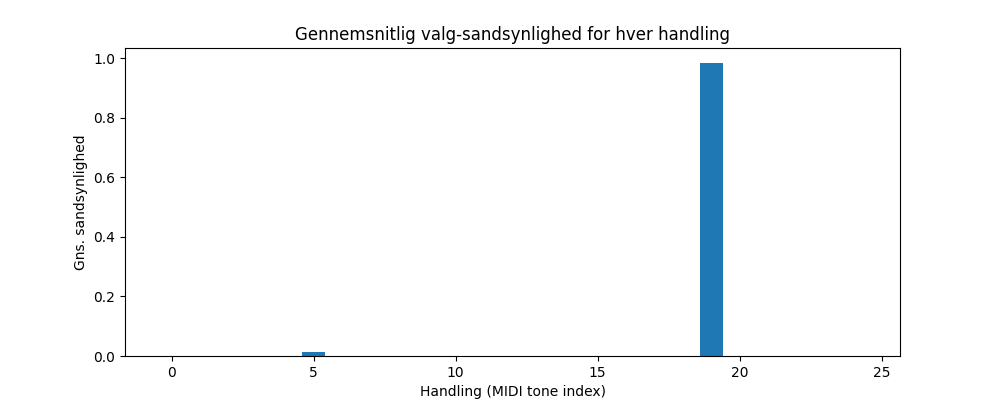 Gennemsnitlig valg-sandsynlighed for hver handling
1.0
0.8
0.6
0.4
0.2
0.0
Gns. sandsynlighed
0 5 10 15 20 25
Handling (MIDI tone index)